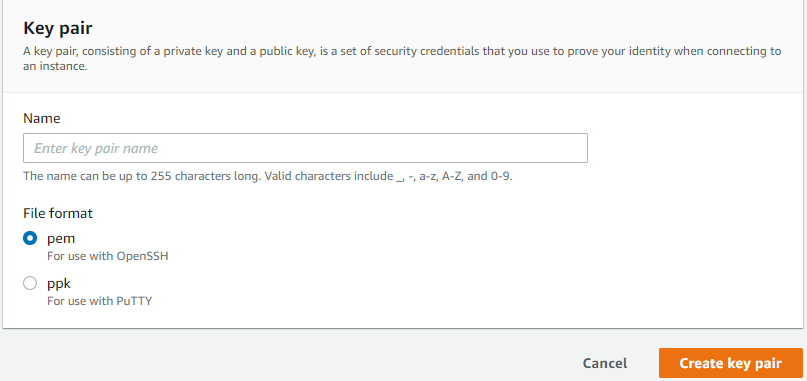 Key pair
A key pair, consisting of a private key and a public key, is a set of security credentials that you use to prove your identity when connecting to
an instance.
Name
Enter key pair name
The name can be up to 255 characters long. Valid characters include _, -, a-z, A-Z, and 0-9.
File format
pem
For use with OpenSSH
ppk
For use with PuTTY
Cancel
Create key pair